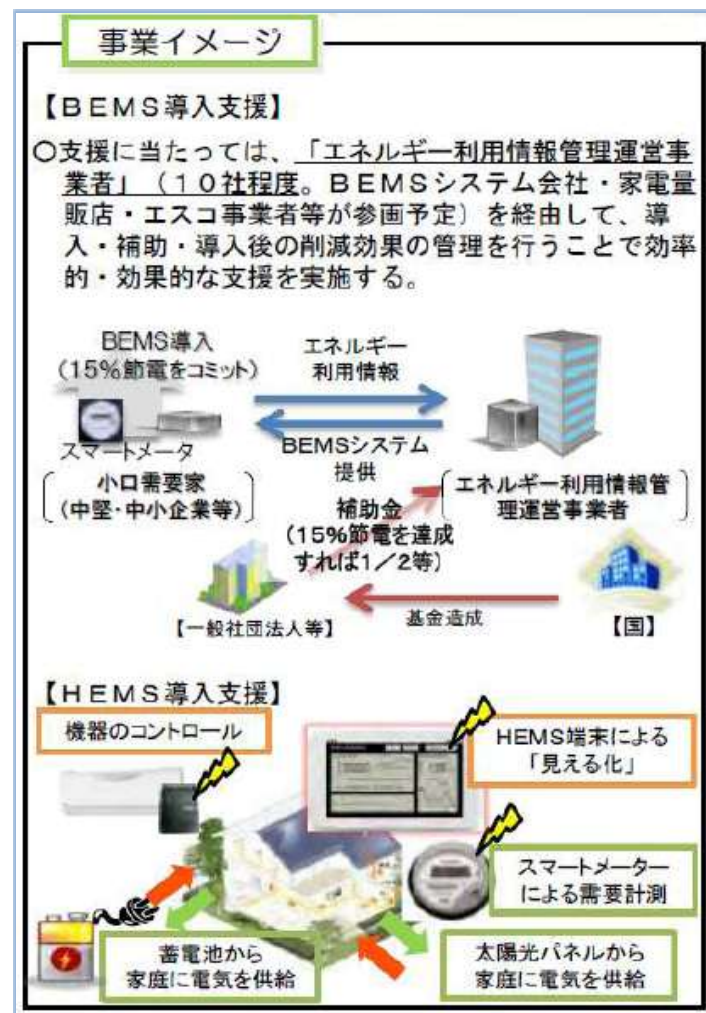 事業イメージ
【ＢＥＭＳ導入支援】
○支援に当たっては、「エネルギー利用情報管理運営事
業者」（１０社程度。ＢＥＭＳシステム会社・家電量
販店・エスコ事業者等が参画予定）を経由して、導
入・補助・導入後の削減効果の管理を行うことで効率
的・効果的な支援を実施する。
BEMS導入
（15％節電をコミット）
エネルギー
利用情報
スマートメータ
BEMSシステム
提供
小口需要家
（中堅・中小企業等）
エネルギー利用情報管
理運営事業者
補助金
（15％節電を達成
すれば1／2等）
【一般社団法人等】
基金造成
【国】
【ＨＥＭＳ導入支援】
機器のコントロール
HEMS端末による
「見える化」
スマートメーター
による需要計測
蓄電池から
家庭に電気を供給
太陽光パネルから
家庭に電気を供給